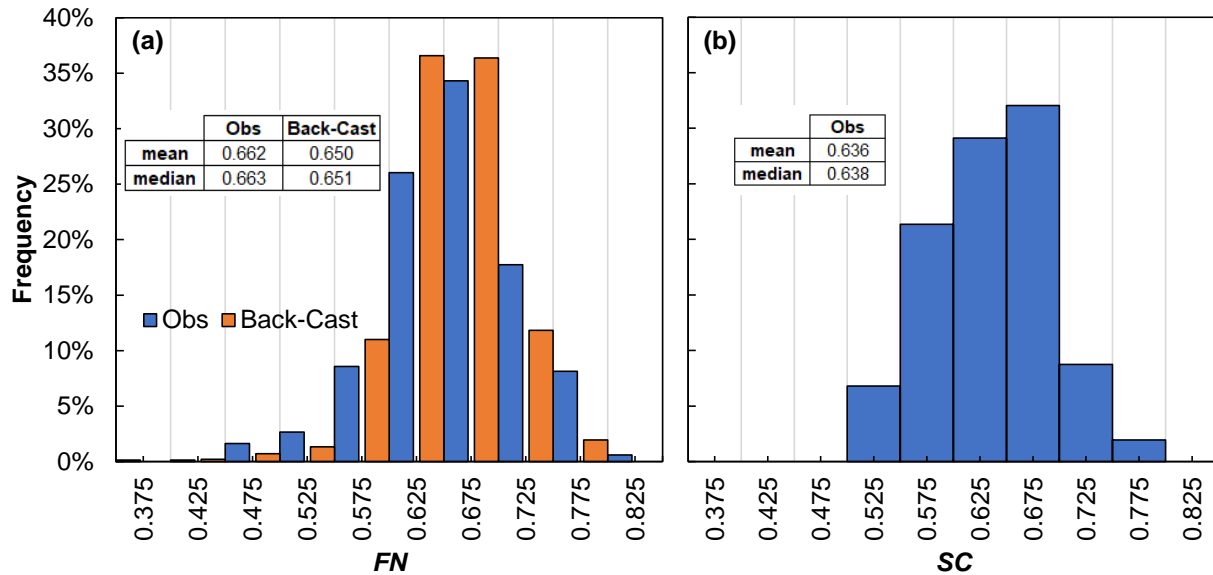 40%
35%
30%
25%
20%
15%
10%
5%
0%
Frequency
(a)
Obs Back-Cast
mean 0.662 0.650
median 0.663 0.651
Obs Back-Cast
0.375 0.425 0.475 0.525 0.575 0.625 0.675 0.725 0.775 0.825
FN
(b)
Obs
mean 0.636
median 0.638
0.375 0.425 0.475 0.525 0.575 0.625 0.675 0.725 0.775 0.825
SC